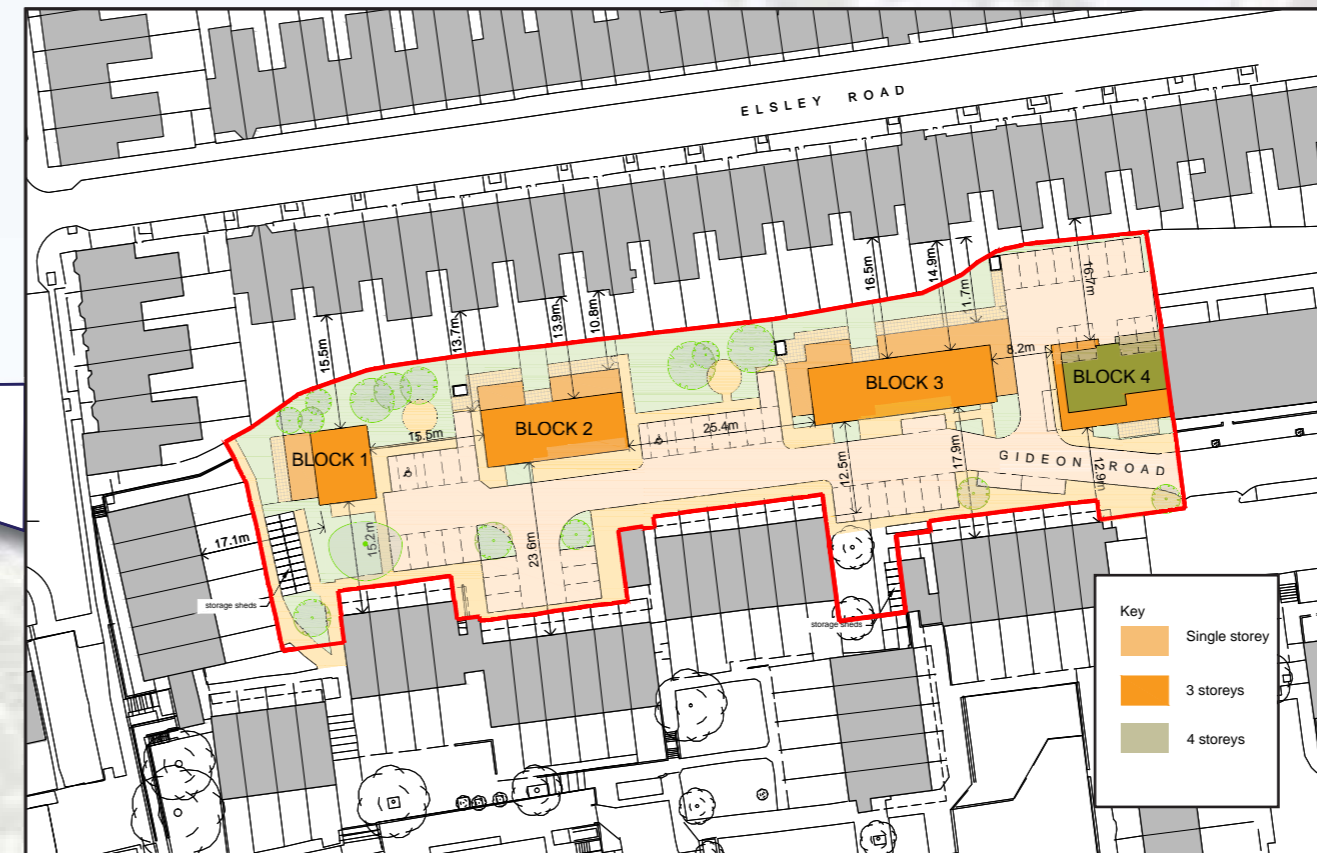 ELSLEY ROAD
15.5m
13.7m
13.9m
10.8m
16.5m
14.9m
1.7m
16.7m
8.2m
BLOCK 1
BLOCK 2
BLOCK 3
BLOCK 4
15.5m
25.4m
GIDEON ROAD
17.1m
15.2m
23.6m
12.5m
17.9m
12.9m
storage sheds
storage sheds
Key
Single storey
3 storeys
4 storeys